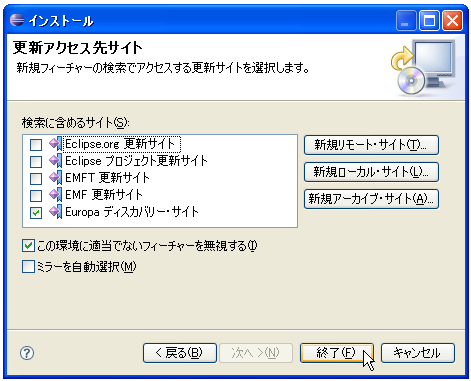 インストール
更新アクセス先サイト
新規フィーチャーの検索でアクセスする更新サイトを選択します。
検索に含めるサイト(S):
Eclipse.org 更新サイト
Eclipse プロジェクト更新サイト
EMFT 更新サイト
EMF 更新サイト
Europa ディスカバリー・サイト
新規リモート・サイト(T)...
新規ローカル・サイト(L)...
新規アーカイブ・サイト(A)...
この環境に適当でないフィーチャーを無視する(I)
ミラーを自動選択(M)
? < 戻る(B) 次へ >(N) 終了(F) キャンセル